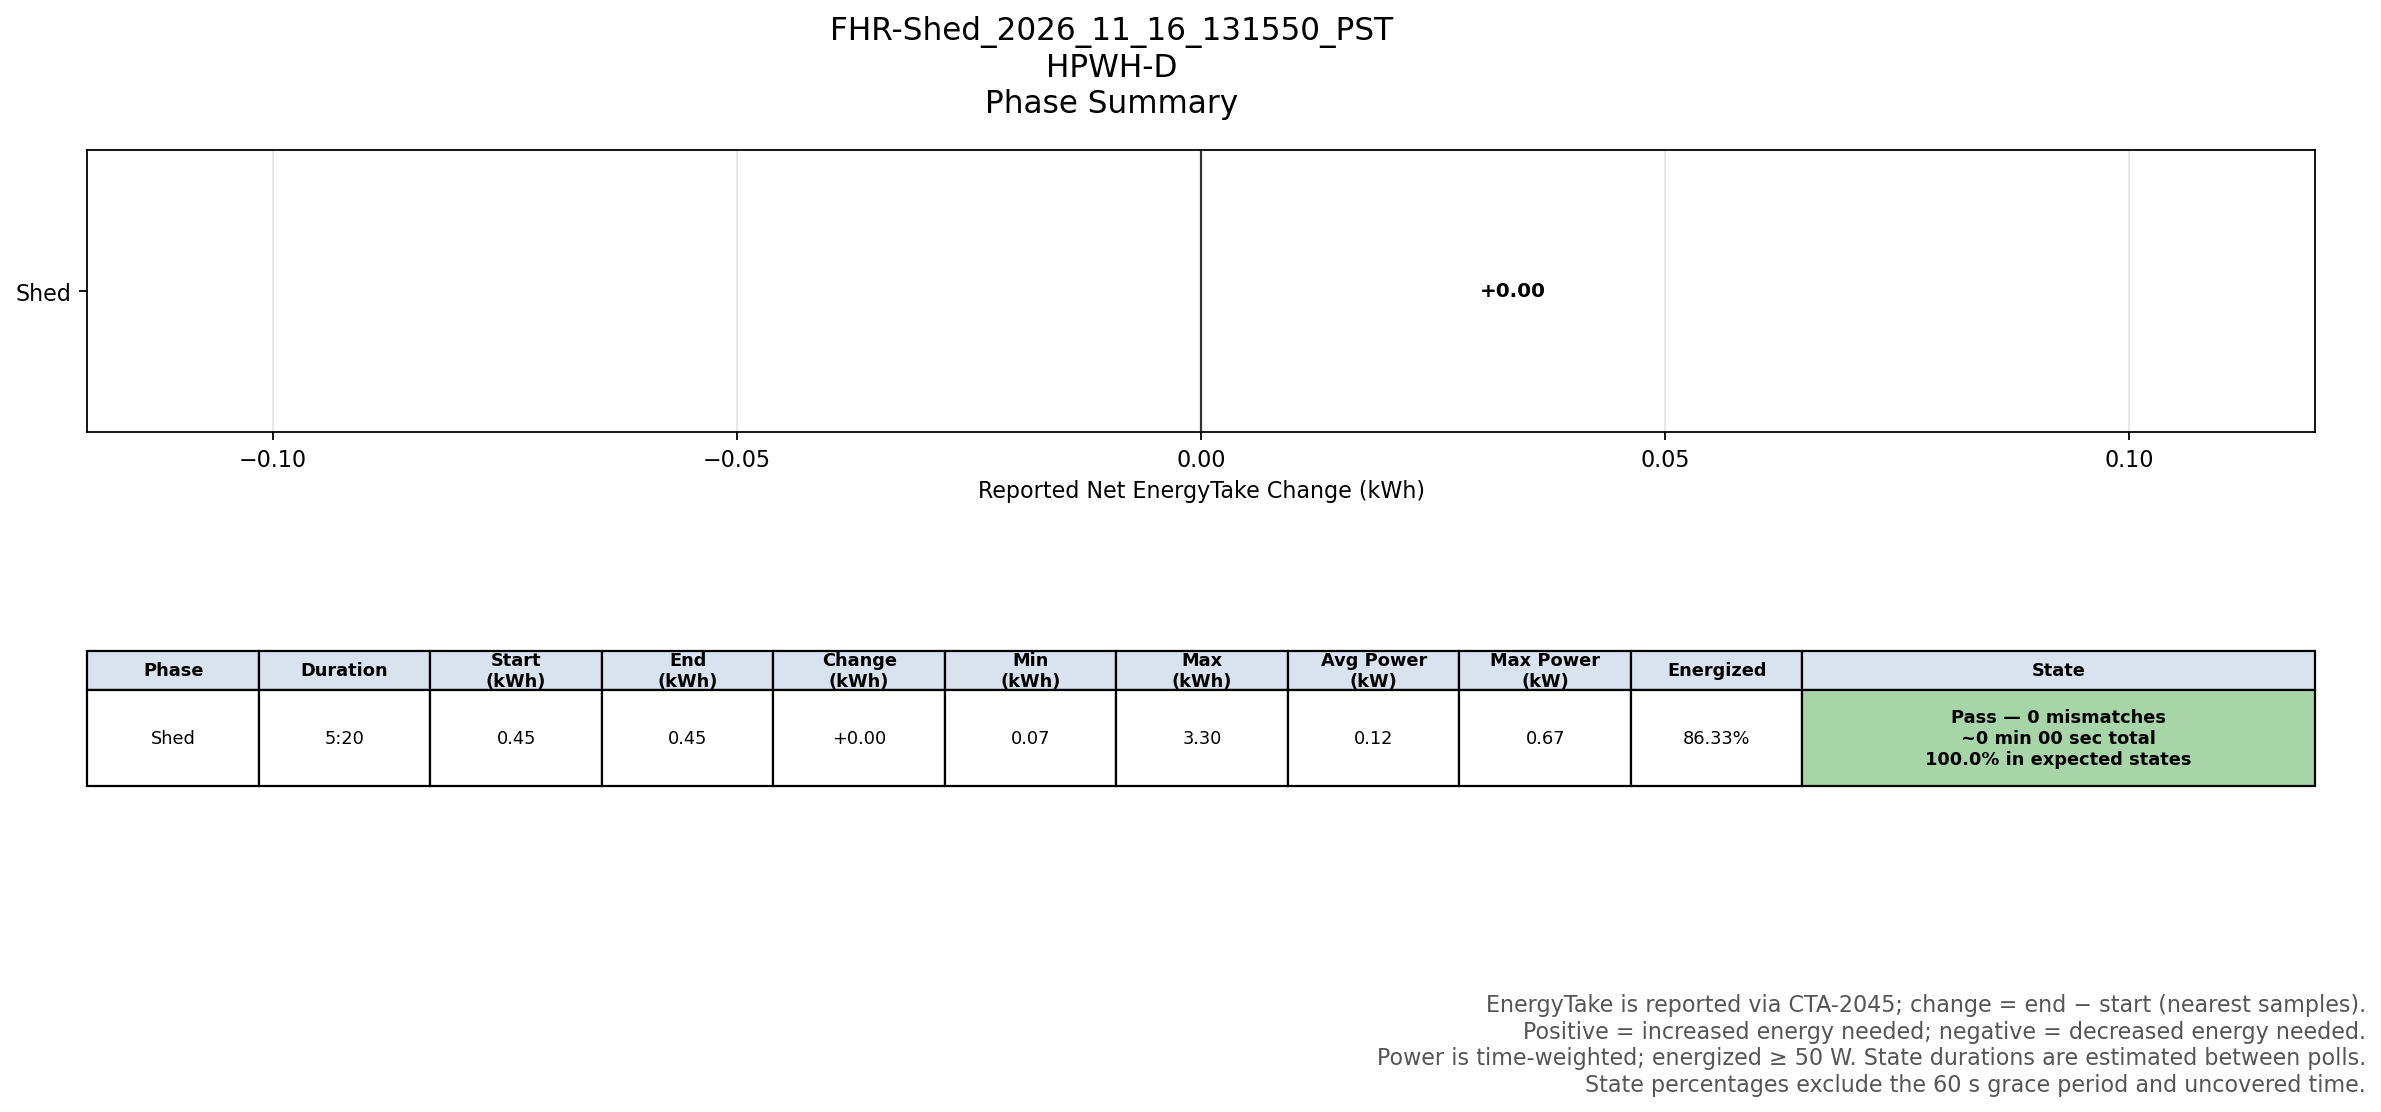 FHR-Shed_2026_11_16_131550_PST
HPWH-D
Phase Summary
Shed
+0.00
−0.10
−0.05
0.00
0.05
0.10
Reported Net EnergyTake Change (kWh)
Phase Duration Start (kWh) End (kWh) Change (kWh) Min (kWh) Max (kWh) Avg Power (kW) Max Power (kW) Energized State
Shed 5:20 0.45 0.45 +0.00 0.07 3.30 0.12 0.67 86.33% Pass — 0 mismatches
~0 min 00 sec total
100.0% in expected states
EnergyTake is reported via CTA-2045; change = end − start (nearest samples).
Positive = increased energy needed; negative = decreased energy needed.
Power is time-weighted; energized ≥ 50 W. State durations are estimated between polls.
State percentages exclude the 60 s grace period and uncovered time.